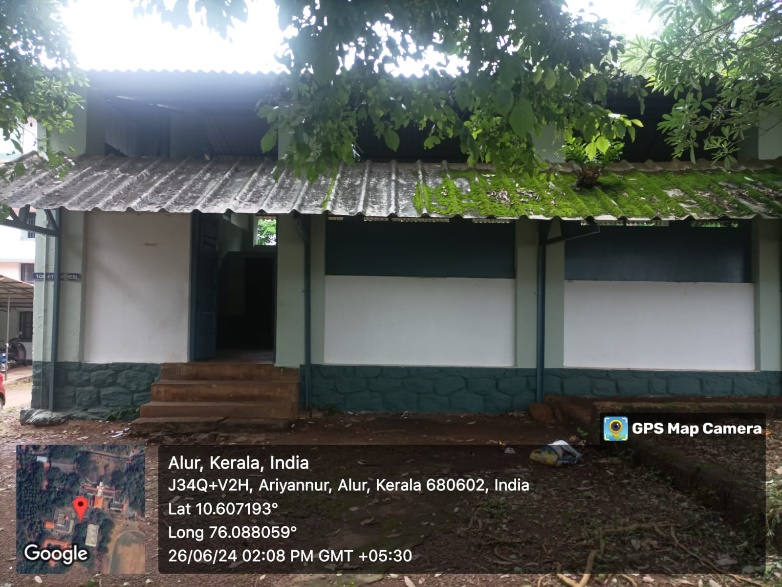 GPS Map Camera
Alur, Kerala, India
J34Q+V2H, Ariyannur, Alur, Kerala 680602, India
Lat 10.607193°
Long 76.088059°
26/06/24 02:08 PM GMT +05:30
Google